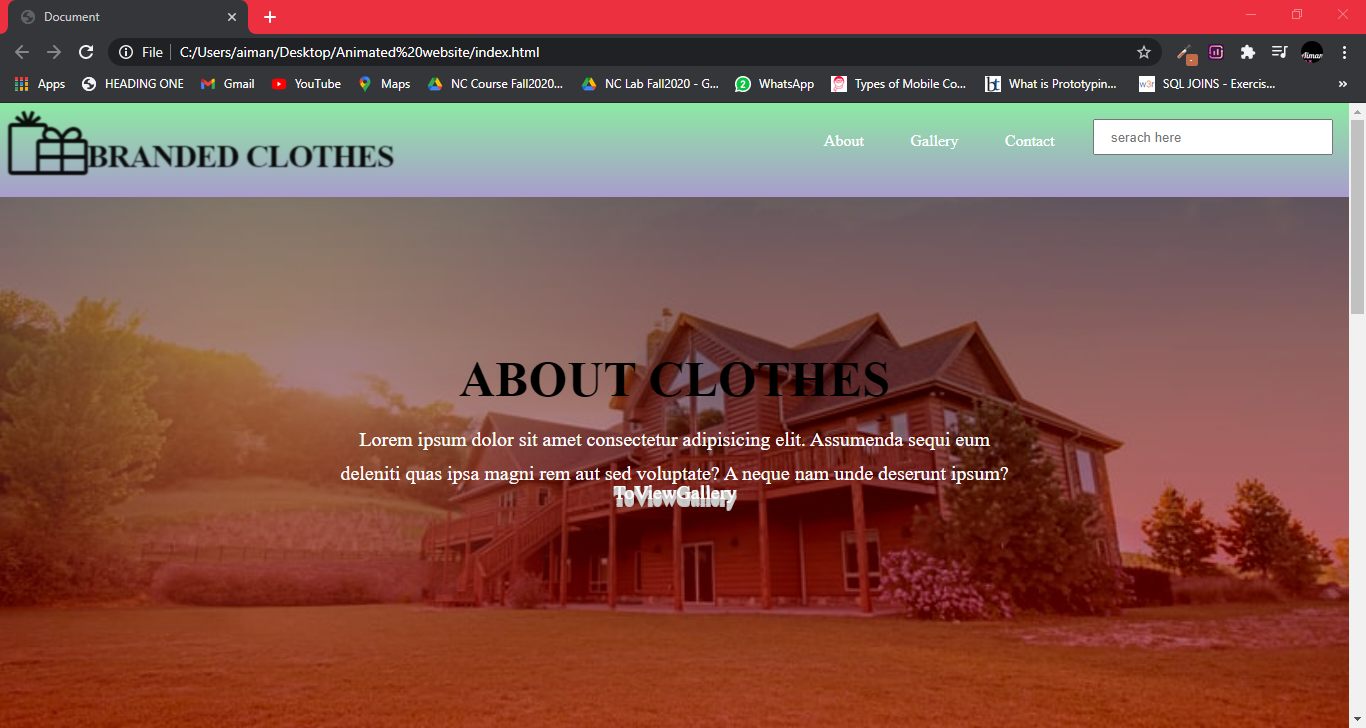 Document
File C:/Users/aiman/Desktop/Animated%20website/index.html
Apps HEADING ONE Gmail YouTube Maps NC Course Fall2020... NC Lab Fall2020 - G... WhatsApp Types of Mobile Co... What is Prototypin... SQL JOINS - Exercis... »
BRANDED CLOTHES
About Gallery Contact serach here
ABOUT CLOTHES
Lorem ipsum dolor sit amet consectetur adipisicing elit. Assumenda sequi eum
deleniti quas ipsa magni rem aut sed voluptate? A neque nam unde deserunt ipsum?
ToViewGallery